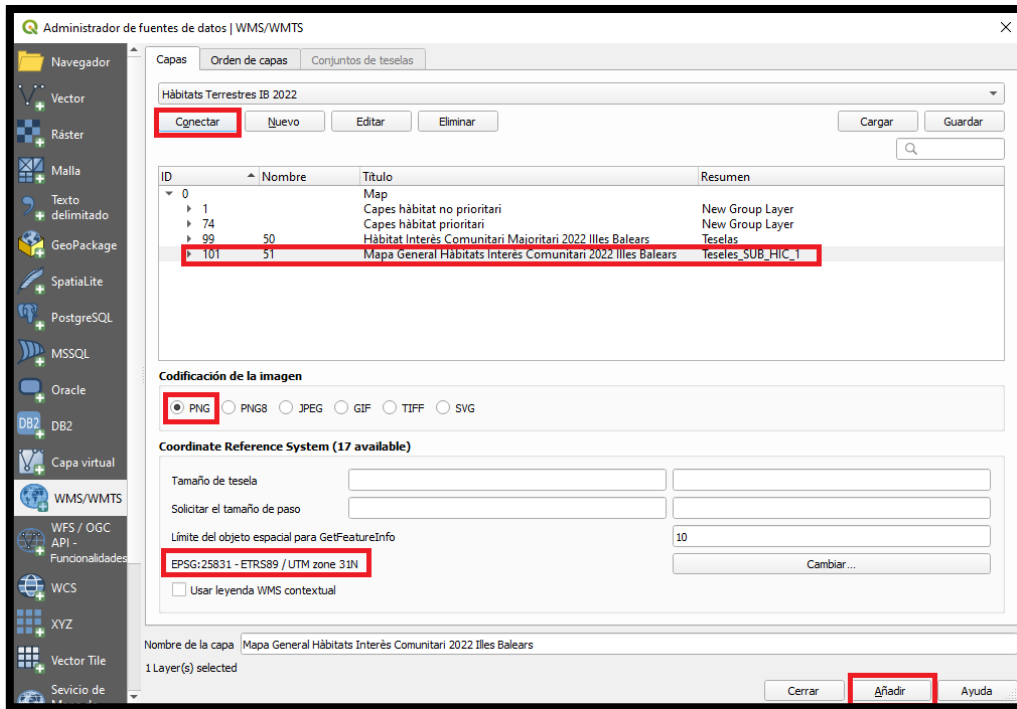 Administrador de fuentes de datos | WMS/WMTS
Navegador
Vector
Ráster
Malla
Texto
delimitado
GeoPackage
SpatiaLite
PostgreSQL
MSSQL
Oracle
DB2 DB2
Capa virtual
WMS/WMTS
WFS / OGC
API -
Funcionalidades
WCS
XYZ
Vector Tile
Sevicio de
Capas Orden de capas Conjuntos de teselas
Hàbitats Terrestres IB 2022
Conectar Nuevo Editar Eliminar Cargar Guardar
ID Nombre Título Resumen
0 Map
1 Capes hàbitat no prioritari New Group Layer
74 Capes hàbitat prioritari New Group Layer
99 50 Hàbitat Interès Comunitari Majoritari 2022 Illes Balears Teselas
101 51 Mapa General Hàbitats Interès Comunitari 2022 Illes Balears Teseles_SUB_HIC_1
Codificación de la imagen
PNG PNG8 JPEG GIF TIFF SVG
Coordinate Reference System (17 available)
Tamaño de tesela
Solicitar el tamaño de paso
Límite del objeto espacial para GetFeatureInfo 10
EPSG:25831 - ETRS89 / UTM zone 31N Cambiar...
Usar leyenda WMS contextual
Nombre de la capa Mapa General Hàbitats Interès Comunitari 2022 Illes Balears
1 Layer(s) selected
Cerrar Añadir Ayuda